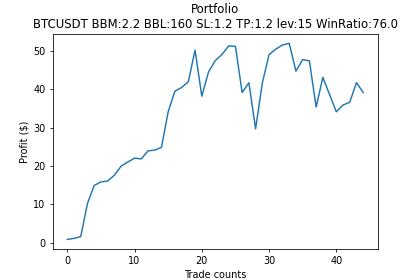 Portfolio
BTCUSDT BBM:2.2 BBL:160 SL:1.2 TP:1.2 lev:15 WinRatio:76.0
50
40
30
20
10
0
Profit ($)
0 10 20 30 40
Trade counts